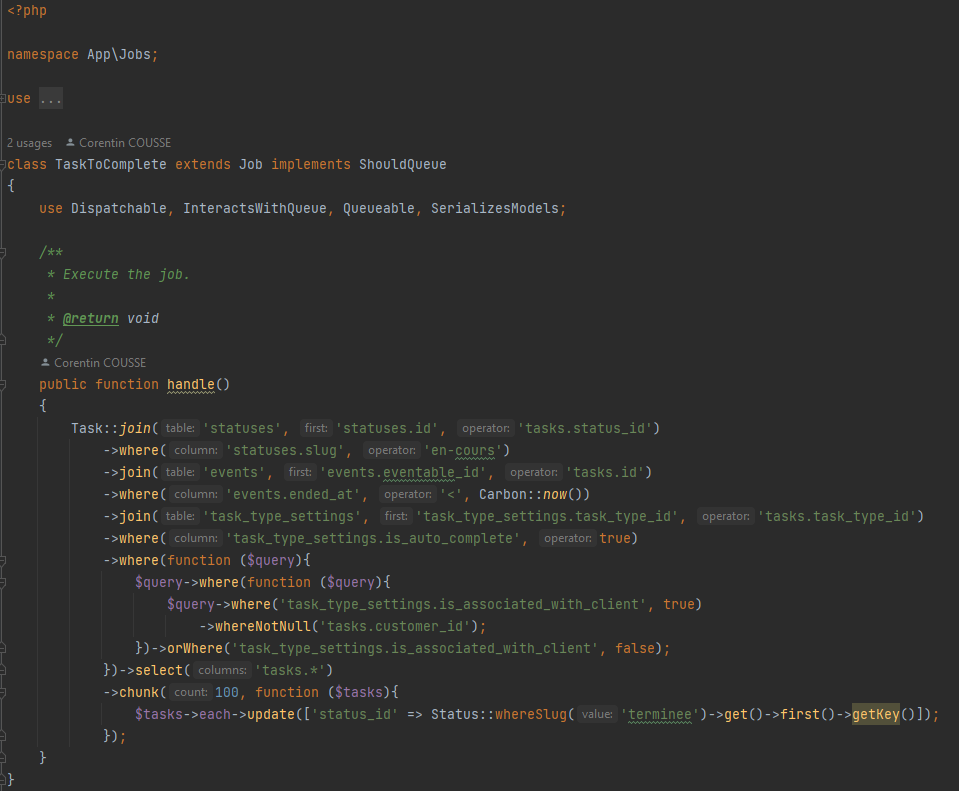 <?php
namespace App\Jobs;
use ...
2 usages Corentin COUSSE
class TaskToComplete extends Job implements ShouldQueue
{
use Dispatchable, InteractsWithQueue, Queueable, SerializesModels;
/**
* Execute the job.
*
* @return void
*/
Corentin COUSSE
public function handle()
{
Task::join( table: 'statuses', first: 'statuses.id', operator: 'tasks.status_id')
->where( column: 'statuses.slug', operator: 'en-cours')
->join( table: 'events', first: 'events.eventable_id', operator: 'tasks.id')
->where( column: 'events.ended_at', operator: '<', Carbon::now())
->join( table: 'task_type_settings', first: 'task_type_settings.task_type_id', operator: 'tasks.task_type_id')
->where( column: 'task_type_settings.is_auto_complete', operator: true)
->where(function ($query){
$query->where(function ($query){
$query->where('task_type_settings.is_associated_with_client', true)
->whereNotNull('tasks.customer_id');
})->orWhere('task_type_settings.is_associated_with_client', false);
})->select( columns: 'tasks.*')
->chunk( count: 100, function ($tasks){
$tasks->each->update(['status_id' => Status::whereSlug( value: 'terminee')->get()->first()->getKey()]);
});
}
}